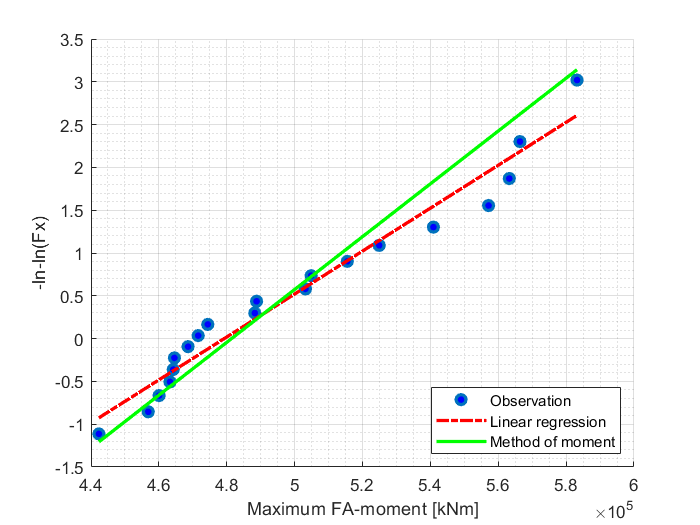 3.5
3
2.5
2
1.5
1
0.5
0
-0.5
-1
-1.5
-ln-ln(Fx)
4.4 4.6 4.8 5 5.2 5.4 5.6 5.8 6
Maximum FA-moment [kNm]
×10⁵
Observation
Linear regression
Method of moment